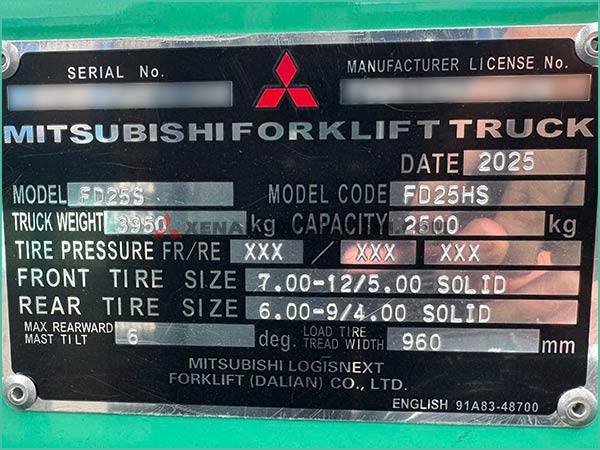 SERIAL No.
MANUFACTURER LICENSE No.
MITSUBISHI FORKLIFT TRUCK
DATE 2025
MODEL FD25S MODEL CODE FD25HS
TRUCK WEIGHT 3950 kg CAPACITY 2500 kg
TIRE PRESSURE FR/RE XXX / XXX XXX
FRONT TIRE SIZE 7.00-12/5.00 SOLID
REAR TIRE SIZE 6.00-9/4.00 SOLID
MAX REARWARD MAST TILT 6 deg. LOAD TIRE TREAD WIDTH 960 mm
MITSUBISHI LOGISNEXT
FORKLIFT (DALIAN) CO., LTD.
ENGLISH 91A83-48700